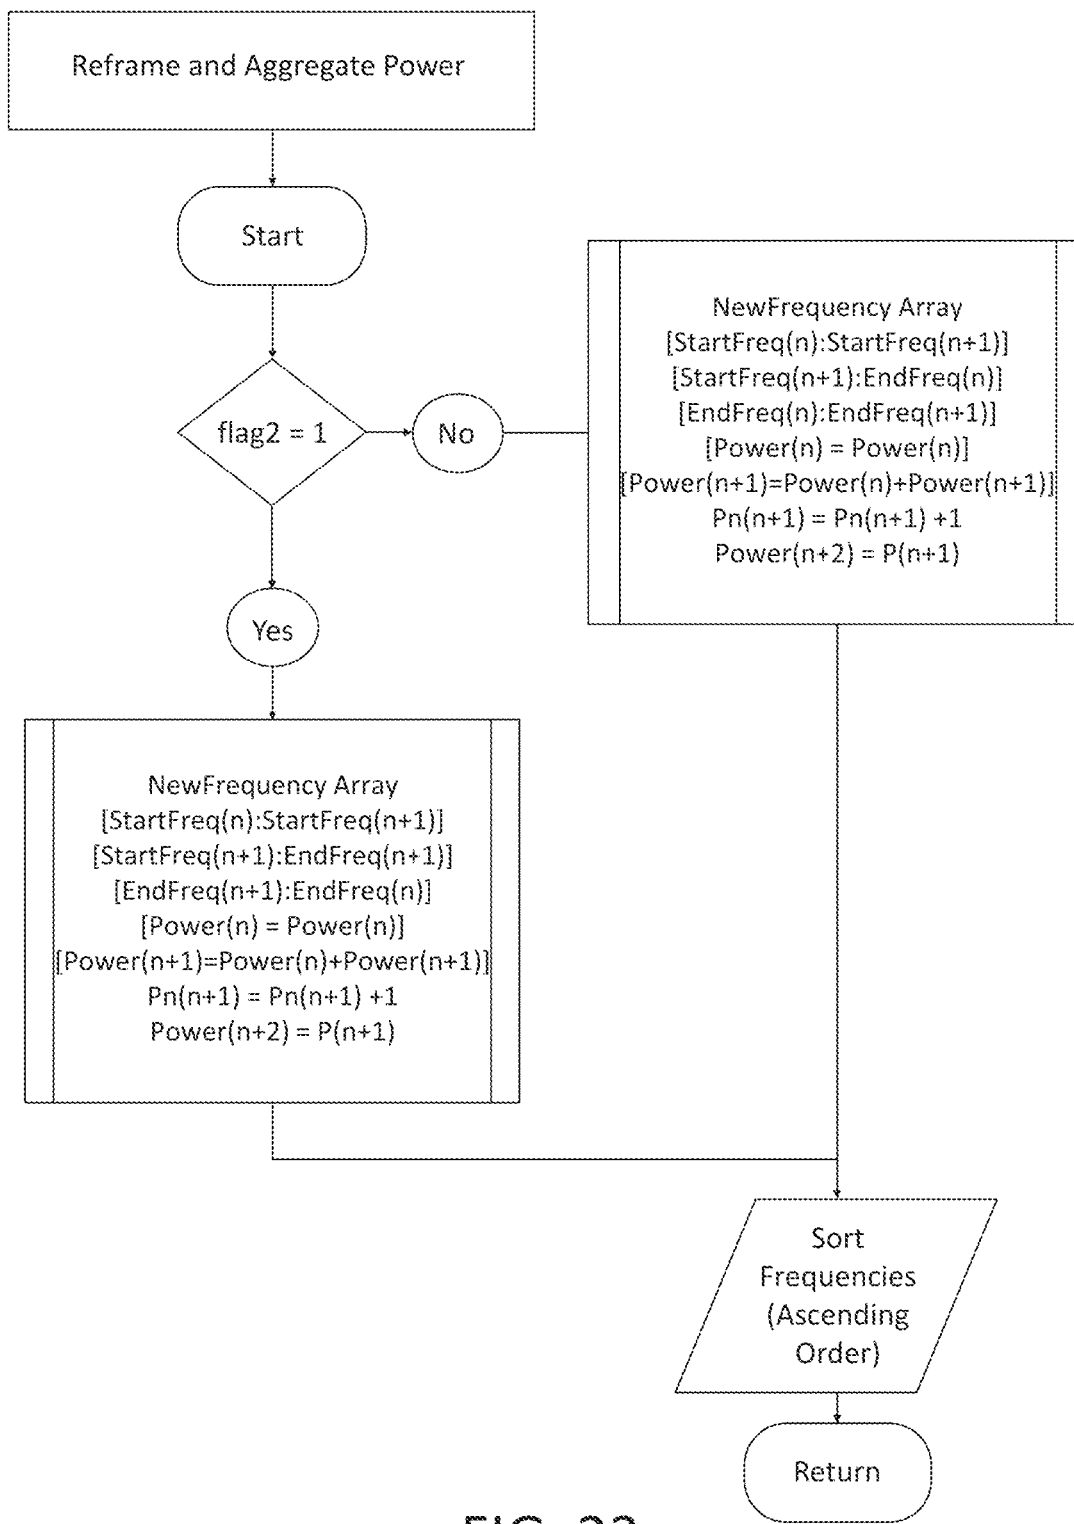 Reframe and Aggregate Power
Start
flag2 = 1
No
NewFrequency Array
[StartFreq(n):StartFreq(n+1)]
[StartFreq(n+1):EndFreq(n)]
[EndFreq(n):EndFreq(n+1)]
[Power(n) = Power(n)]
[Power(n+1)=Power(n)+Power(n+1)]
Pn(n+1) = Pn(n+1) +1
Power(n+2) = P(n+1)
Yes
NewFrequency Array
[StartFreq(n):StartFreq(n+1)]
[StartFreq(n+1):EndFreq(n+1)]
[EndFreq(n+1):EndFreq(n)]
[Power(n) = Power(n)]
[Power(n+1)=Power(n)+Power(n+1)]
Pn(n+1) = Pn(n+1) +1
Power(n+2) = P(n+1)
Sort
Frequencies
(Ascending
Order)
Return